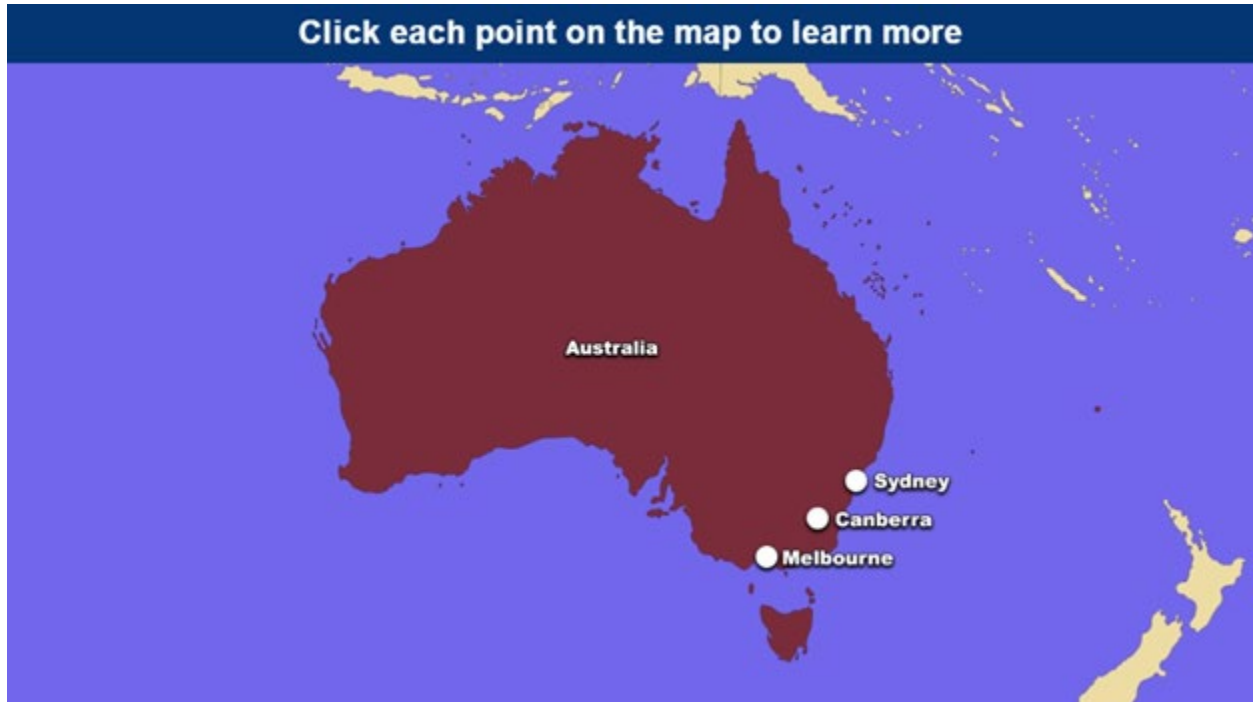 Click each point on the map to learn more
Australia
Sydney
Canberra
Melbourne